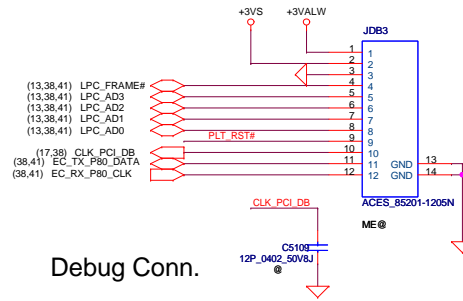 +3VS +3VALW
JDB3
1 1
2 2
3 3
(13,38,41) LPC_FRAME# 4 4
(13,38,41) LPC_AD3 5 5
(13,38,41) LPC_AD2 6 6
(13,38,41) LPC_AD1 7 7
(13,38,41) LPC_AD0 8 8
PLT_RST# 9 9
(17,38) CLK_PCI_DB 10 10
(38,41) EC_TX_P80_DATA 11 11 GND 13
(38,41) EC_RX_P80_CLK 12 12 GND 14
ACES_85201-1205N
CLK_PCI_DB
ME@
C5109
12P_0402_50V8J
@
Debug Conn.